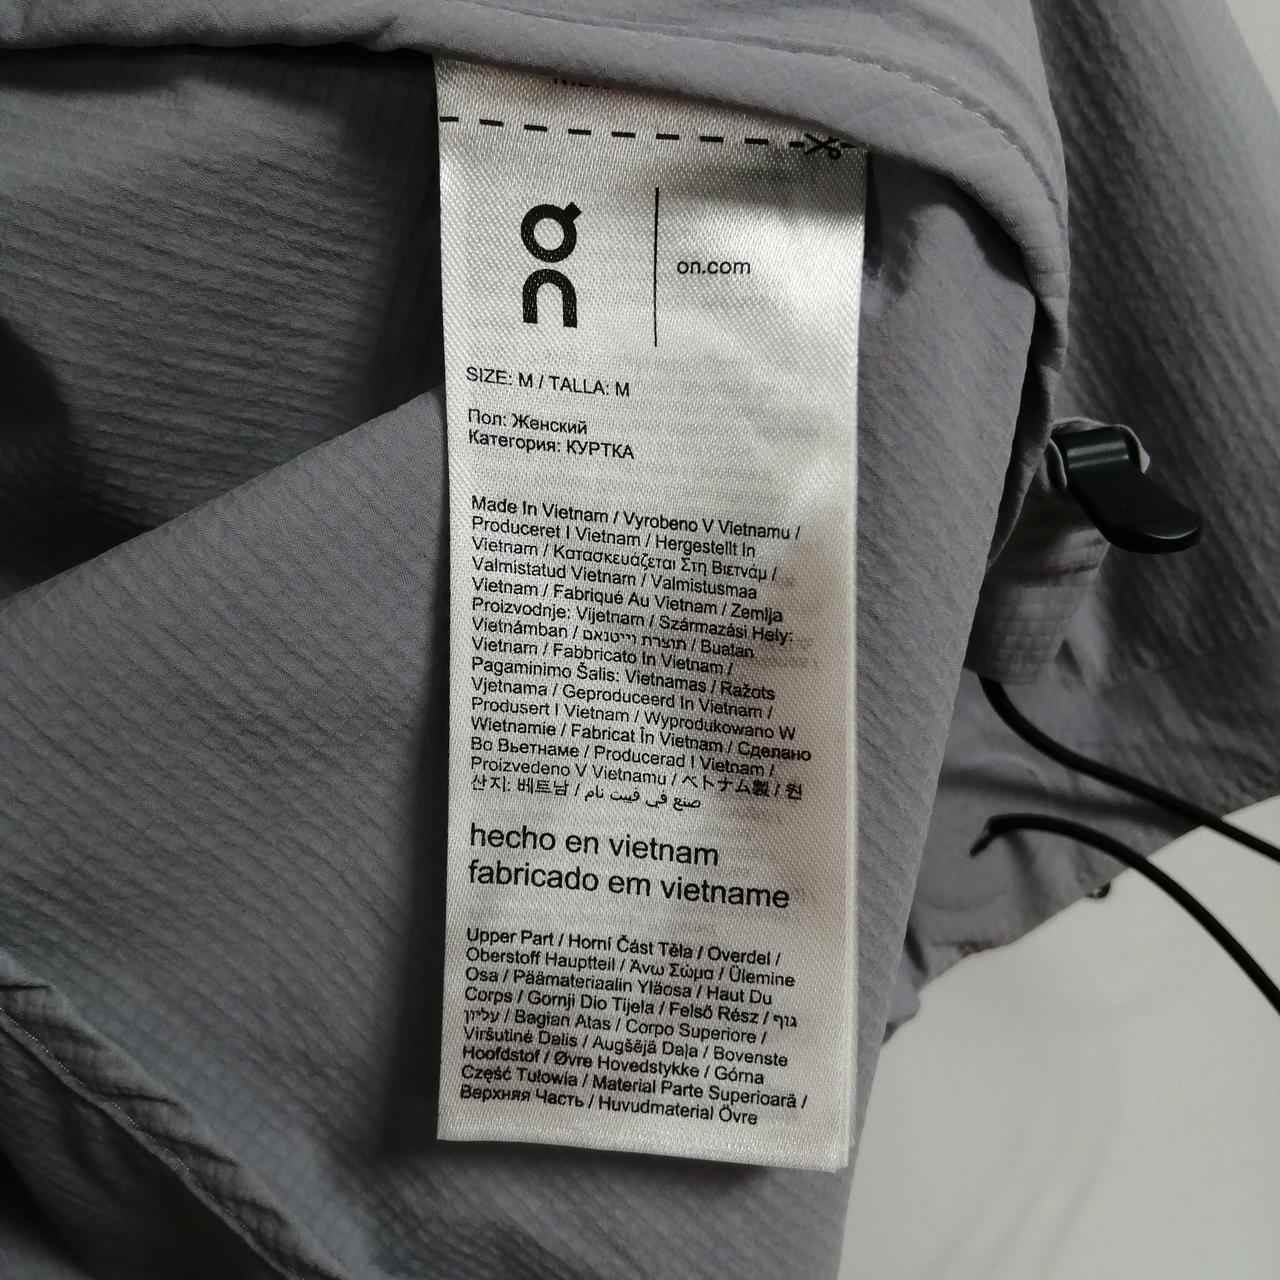 on
on.com
SIZE: M / TALLA: M
Пол: Женский
Категория: КУРТКА
Made In Vietnam / Vyrobeno V Vietnamu /
Produceret I Vietnam / Hergestellt In
Vietnam / Κατασκευάζεται Στη Βιετνάμ /
Valmistatud Vietnam / Valmistusmaa
Vietnam / Fabriqué Au Vietnam / Zemlja
Proizvodnje: Vijetnam / Származási Hely:
Vietnámban / תוצרת וייטנאם / Buatan
Vietnam / Fabbricato In Vietnam /
Pagaminimo Šalis: Vietnamas / Ražots
Vjetnama / Geproduceerd In Vietnam /
Produsert I Vietnam / Wyprodukowano W
Wietnamie / Fabricat În Vietnam / Сделано
Во Вьетнаме / Producerad I Vietnam /
Proizvedeno V Vietnamu / ベトナム製 / 원
산지: 베트남 / صنع في فيت نام
hecho en vietnam
fabricado em vietname
Upper Part / Horní Část Těla / Overdel /
Oberstoff Hauptteil / Άνω Σώμα / Ülemine
Osa / Päämateriaalin Yläosa / Haut Du
Corps / Gornji Dio Tijela / Felső Rész / גוף
עליון / Bagian Atas / Corpo Superiore /
Viršutinė Dalis / Augšējā Daļa / Bovenste
Hoofdstof / Øvre Hovedstykke / Górna
Część Tułowia / Material Parte Superioară /
Верхняя Часть / Huvudmaterial Övre